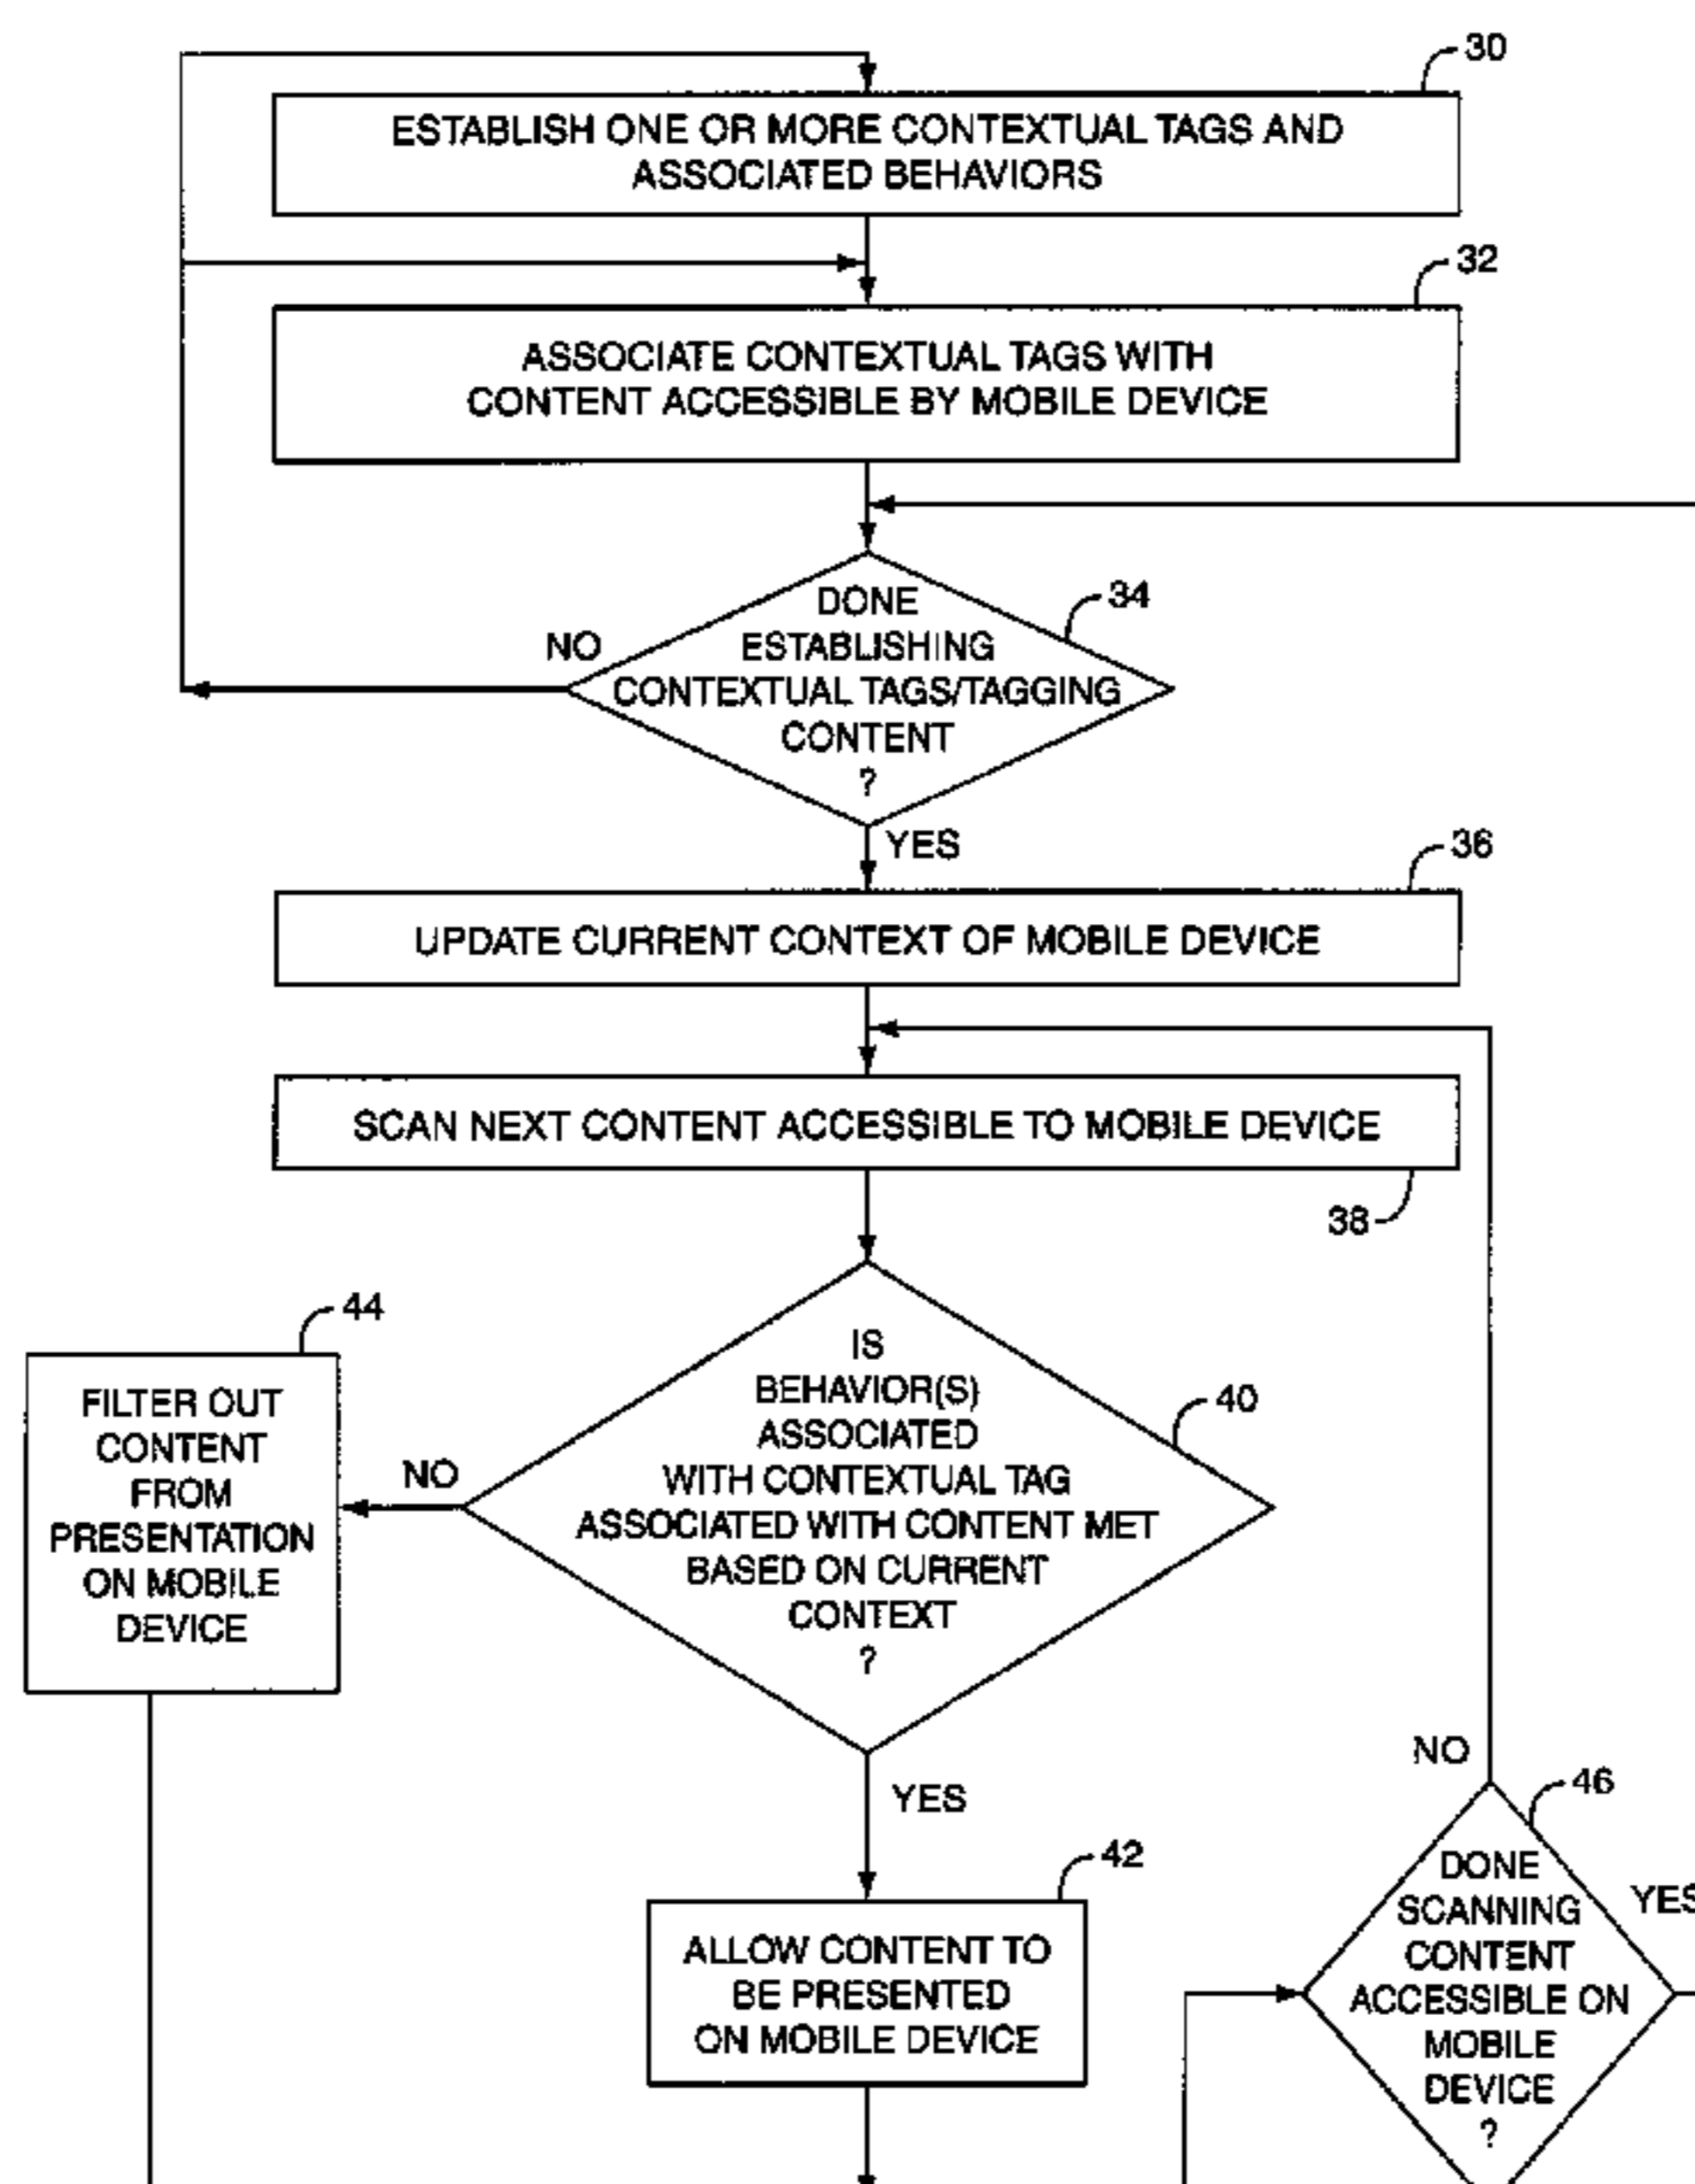 30
ESTABLISH ONE OR MORE CONTEXTUAL TAGS AND
ASSOCIATED BEHAVIORS
32
ASSOCIATE CONTEXTUAL TAGS WITH
CONTENT ACCESSIBLE BY MOBILE DEVICE
34
DONE
ESTABLISHING
CONTEXTUAL TAGS/TAGGING
CONTENT
?
NO
YES
36
UPDATE CURRENT CONTEXT OF MOBILE DEVICE
SCAN NEXT CONTENT ACCESSIBLE TO MOBILE DEVICE
38
44
FILTER OUT
CONTENT
FROM
PRESENTATION
ON MOBILE
DEVICE
NO
40
IS
BEHAVIOR(S)
ASSOCIATED
WITH CONTEXTUAL TAG
ASSOCIATED WITH CONTENT MET
BASED ON CURRENT
CONTEXT
?
YES
42
ALLOW CONTENT TO
BE PRESENTED
ON MOBILE DEVICE
NO
46
DONE
SCANNING
CONTENT
ACCESSIBLE ON
MOBILE
DEVICE
?
YES